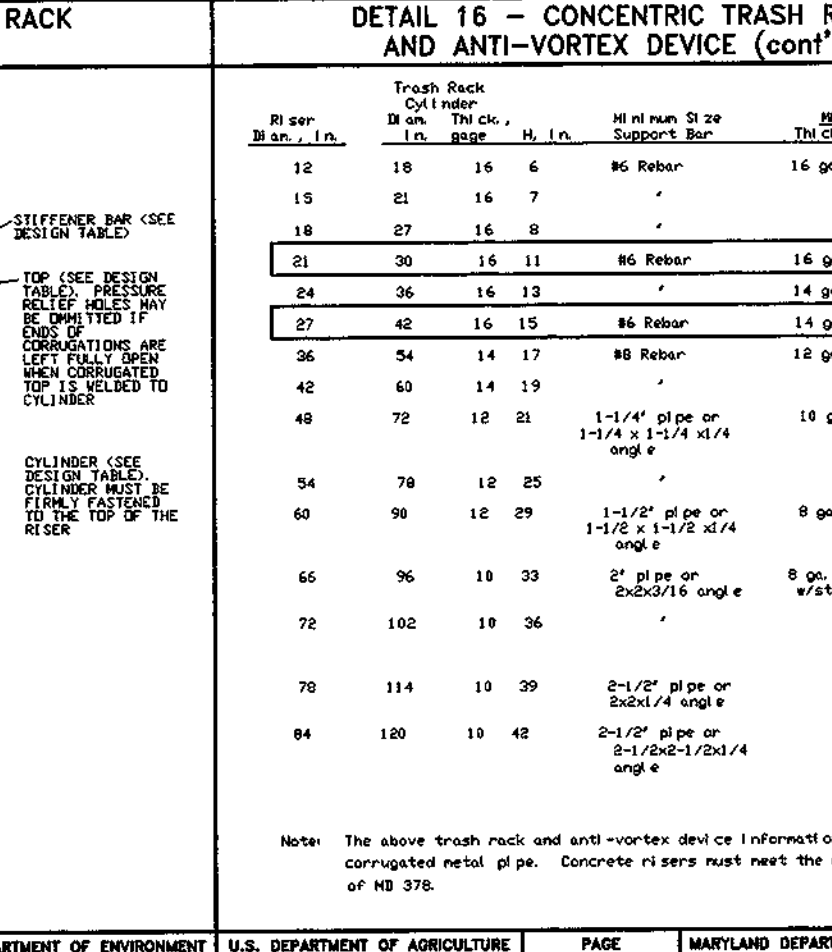 RACK
STIFFENER BAR (SEE
DESIGN TABLE)
TOP (SEE DESIGN
TABLE). PRESSURE
RELIEF HOLES MAY
BE OMMITTED IF
ENDS OF
CORRUGATIONS ARE
LEFT FULLY OPEN
WHEN CORRUGATED
TOP IS WELDED TO
CYLINDER
CYLINDER (SEE
DESIGN TABLE).
CYLINDER MUST BE
FIRMLY FASTENED
TO THE TOP OF THE
RISER
DETAIL 16 - CONCENTRIC TRASH
AND ANTI-VORTEX DEVICE (cont'
Trash Rack
Cylinder
Riser Diam. Thick., Minimum Size
Diam., In. In. gage H, In. Support Bar
12 18 16 6 #6 Rebar 16
15 21 16 7 "
18 27 16 8 "
21 30 16 11 #6 Rebar 16
24 36 16 13 " 14
27 42 16 15 #6 Rebar 14
36 54 14 17 #8 Rebar 12
42 60 14 19 "
48 72 12 21 1-1/4" pipe or 10
1-1/4 x 1-1/4 x1/4
angle
54 78 12 25 "
60 90 12 29 1-1/2" pipe or 8
1-1/2 x 1-1/2 x1/4
angle
66 96 10 33 2" pipe or 8 ga.
2x2x3/16 angle w/st
72 102 10 36 "
78 114 10 39 2-1/2" pipe or
2x2x1/4 angle
84 120 10 42 2-1/2" pipe or
2-1/2x2-1/2x1/4
angle
Note: The above trash rack and anti-vortex device informatio
corrugated metal pipe. Concrete risers must meet the
of MD 378.
ARTMENT OF ENVIRONMENT U.S. DEPARTMENT OF AGRICULTURE PAGE MARYLAND DEPAR